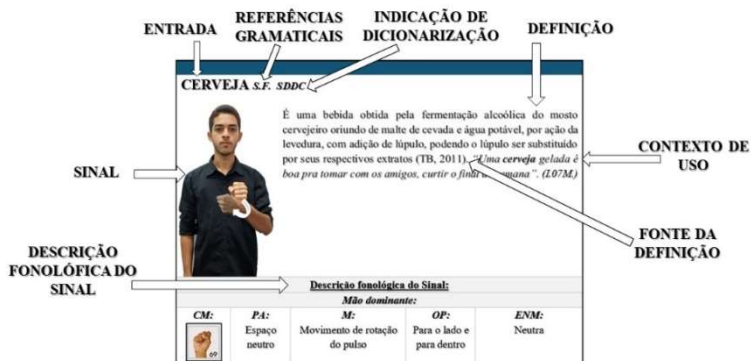 REFERÊNCIAS
GRAMATICAIS
INDICAÇÃO DE
DICIONARIZAÇÃO
ENTRADA
DEFINIÇÃO
CERVEJA S.F. SDDC
É uma bebida obtida pela fermentação alcoólica do mosto
cervejeiro oriundo de malte de cevada e água potável, por ação da
levedura, com adição de lúpulo, podendo o lúpulo ser substituído
por seus respectivos extratos (TB, 2011). "Uma cerveja gelada é
boa pra tomar com os amigos, curtir o final semana". (L07M.)
CONTEXTO DE
USO
SINAL
FONTE DA
DEFINIÇÃO
DESCRIÇÃO
FONOLÓFICA DO
SINAL
Descrição fonológica do Sinal:
Mão dominante:
CM: PA: M: OP: ENM:
Espaço Movimento de rotação Para o lado e Neutra
neutro do pulso para dentro
69